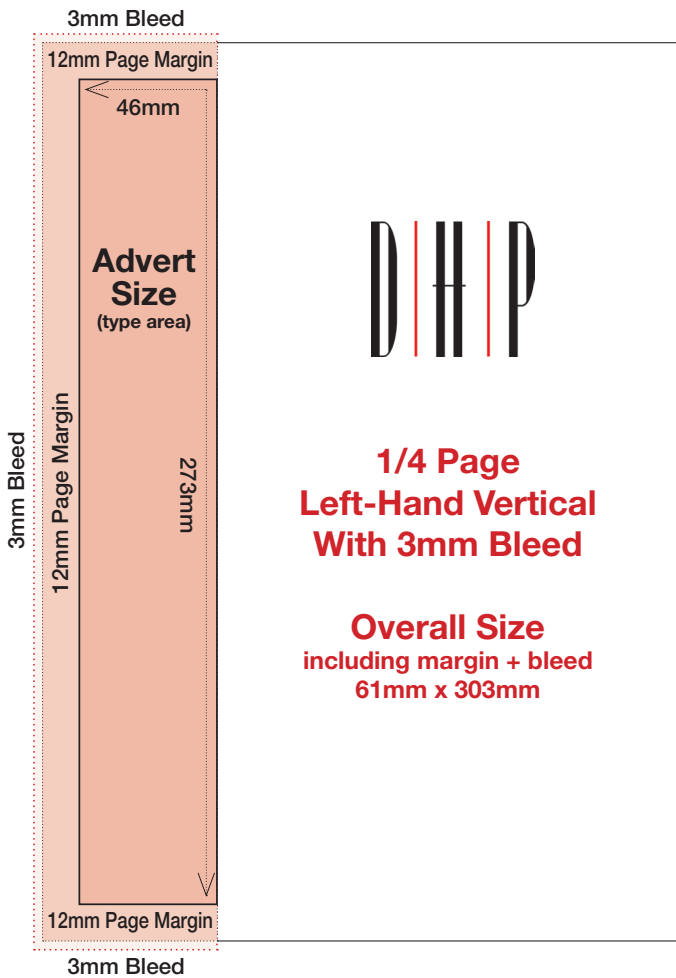 3mm Bleed
12mm Page Margin
46mm
Advert
Size
(type area)
3mm Bleed
12mm Page Margin
273mm
12mm Page Margin
3mm Bleed
D|H|P
1/4 Page
Left-Hand Vertical
With 3mm Bleed
Overall Size
including margin + bleed
61mm x 303mm